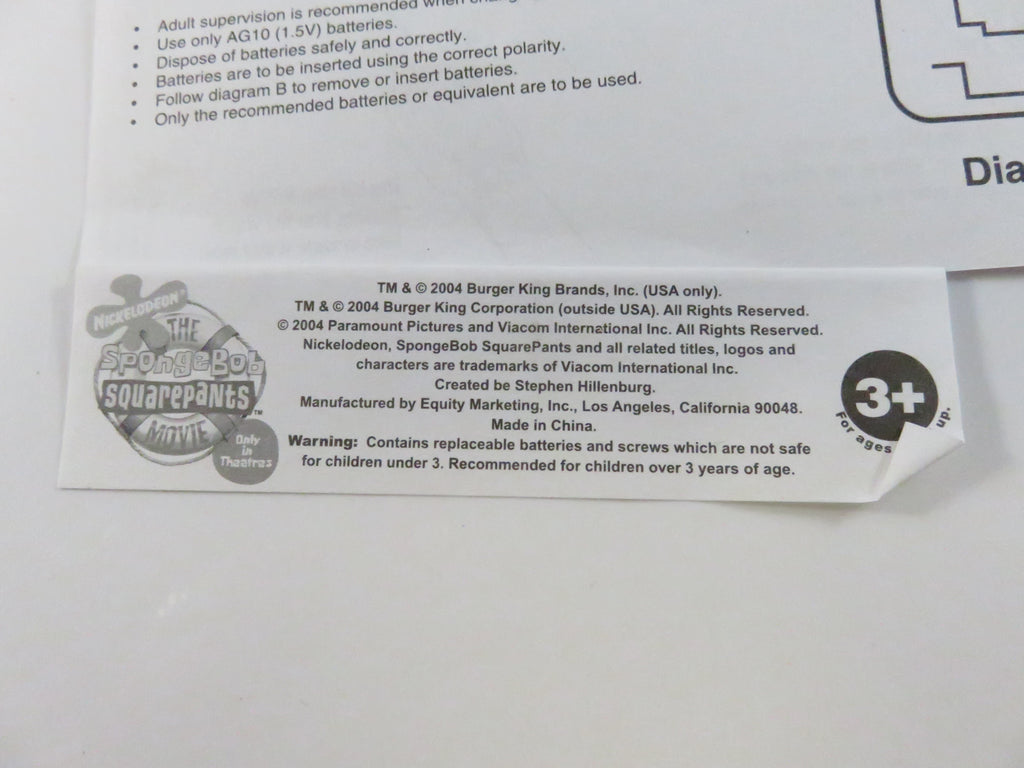 • Adult supervision is recommended when
• Use only AG10 (1.5V) batteries.
• Dispose of batteries safely and correctly.
• Batteries are to be inserted using the correct polarity.
• Follow diagram B to remove or insert batteries.
• Only the recommended batteries or equivalent are to be used.
Dia
NICKELODEON
THE
SpongeBob
SquarePants™
MOVIE
Only
in
Theatres
TM & © 2004 Burger King Brands, Inc. (USA only).
TM & © 2004 Burger King Corporation (outside USA). All Rights Reserved.
© 2004 Paramount Pictures and Viacom International Inc. All Rights Reserved.
Nickelodeon, SpongeBob SquarePants and all related titles, logos and
characters are trademarks of Viacom International Inc.
Created be Stephen Hillenburg.
Manufactured by Equity Marketing, Inc., Los Angeles, California 90048.
Made in China.
Warning: Contains replaceable batteries and screws which are not safe
for children under 3. Recommended for children over 3 years of age.
3+
For ages up.